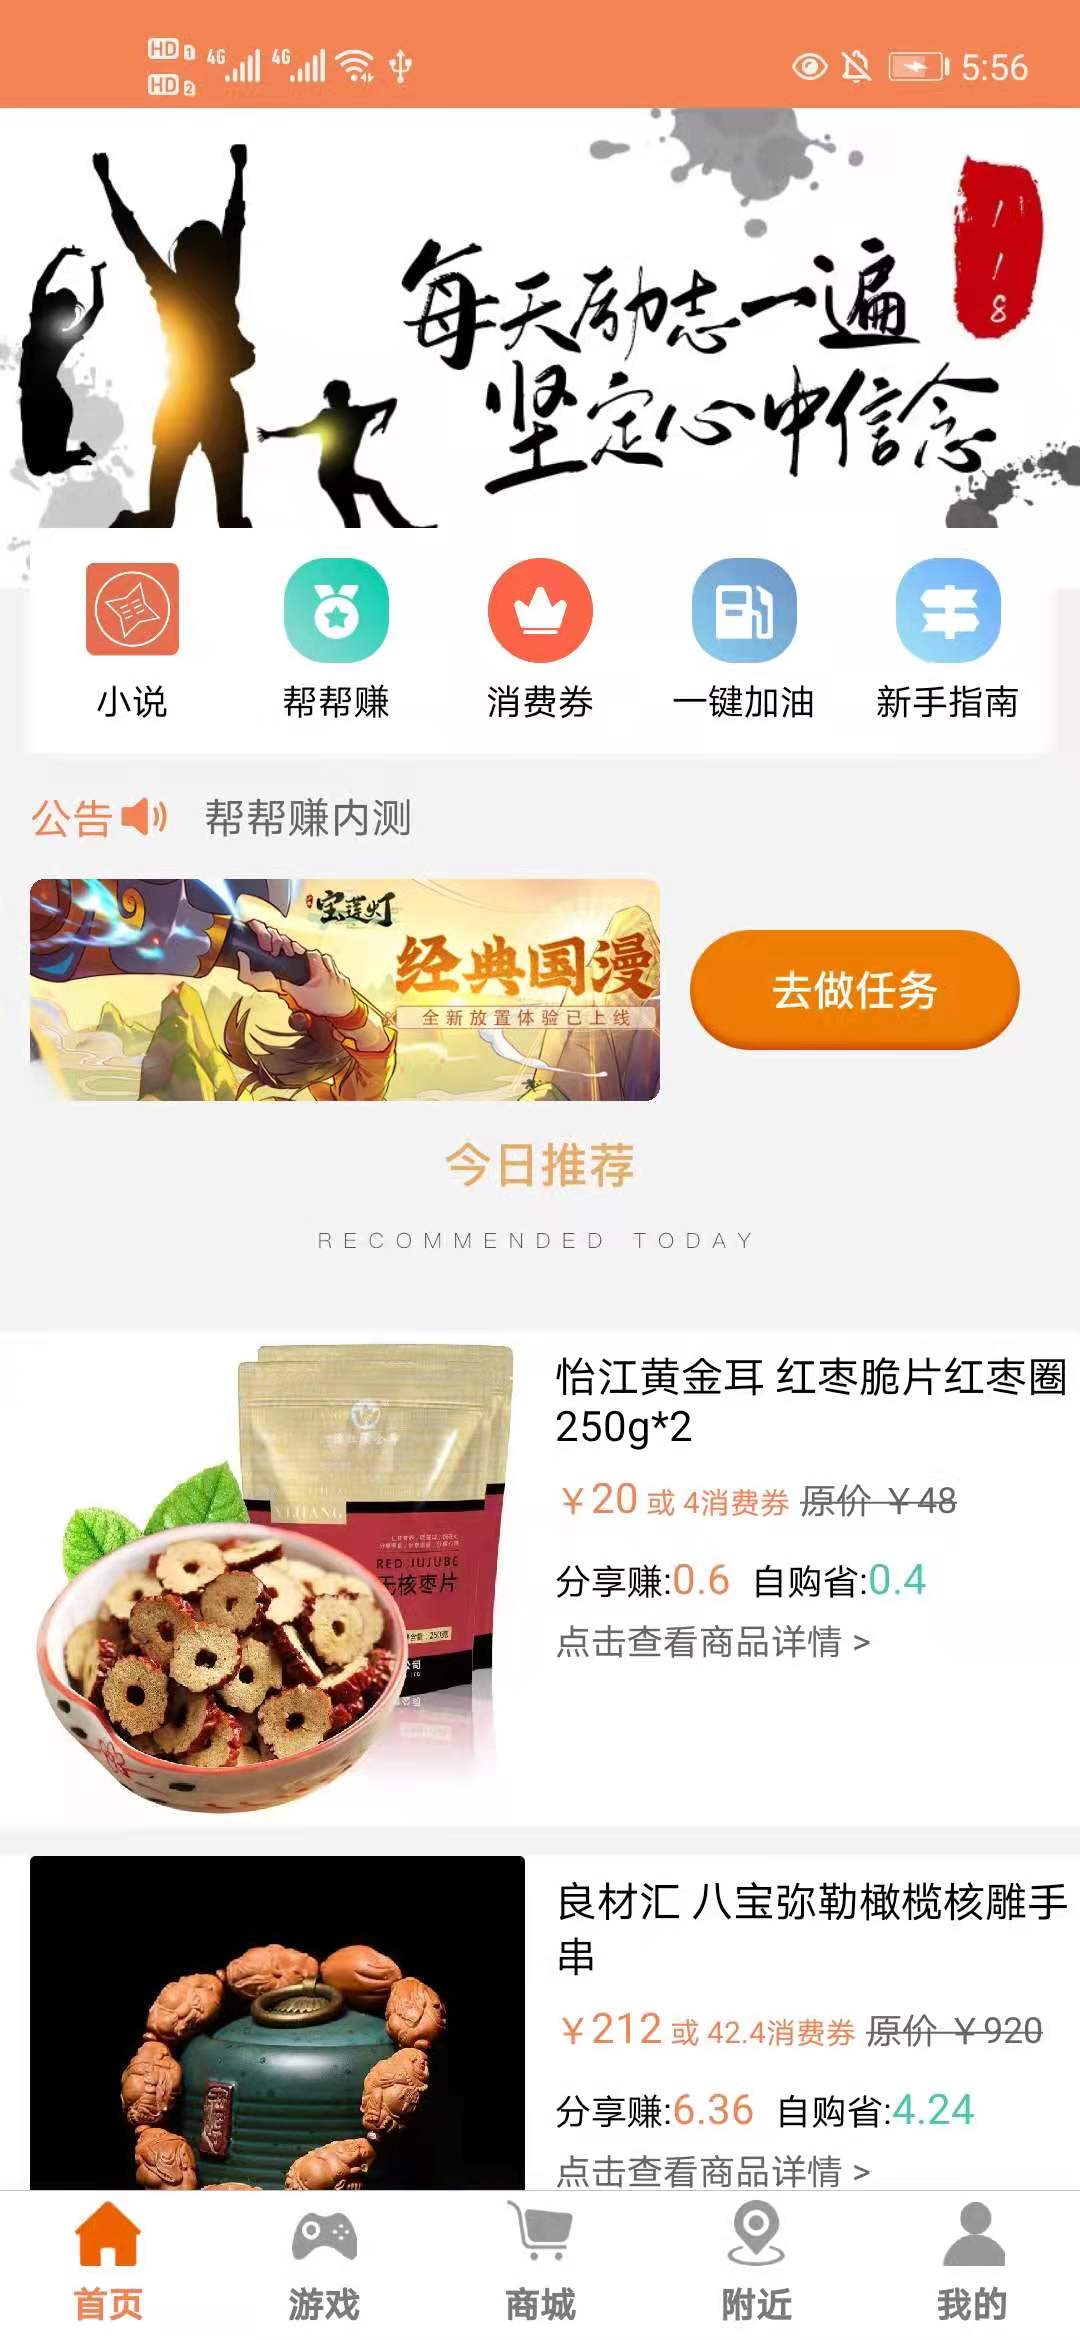 HD 1 4G 4G 5:56
HD 2
每天励志一遍
坚定心中信念
118
小说 帮帮赚 消费券 一键加油 新手指南
公告 帮帮赚内测
宝莲灯
经典国漫
全新放置体验已上线
去做任务
今日推荐
RECOMMENDED TODAY
怡江黄金耳 红枣脆片红枣圈
250g*2
￥20 或 4消费券 原价 ￥48
分享赚:0.6 自购省:0.4
点击查看商品详情 >
YIJIANG
RED JUJUBE
无核枣片
良材汇 八宝弥勒橄榄核雕手
串
￥212 或 42.4消费券 原价 ￥920
分享赚:6.36 自购省:4.24
点击查看商品详情 >
首页 游戏 商城 附近 我的